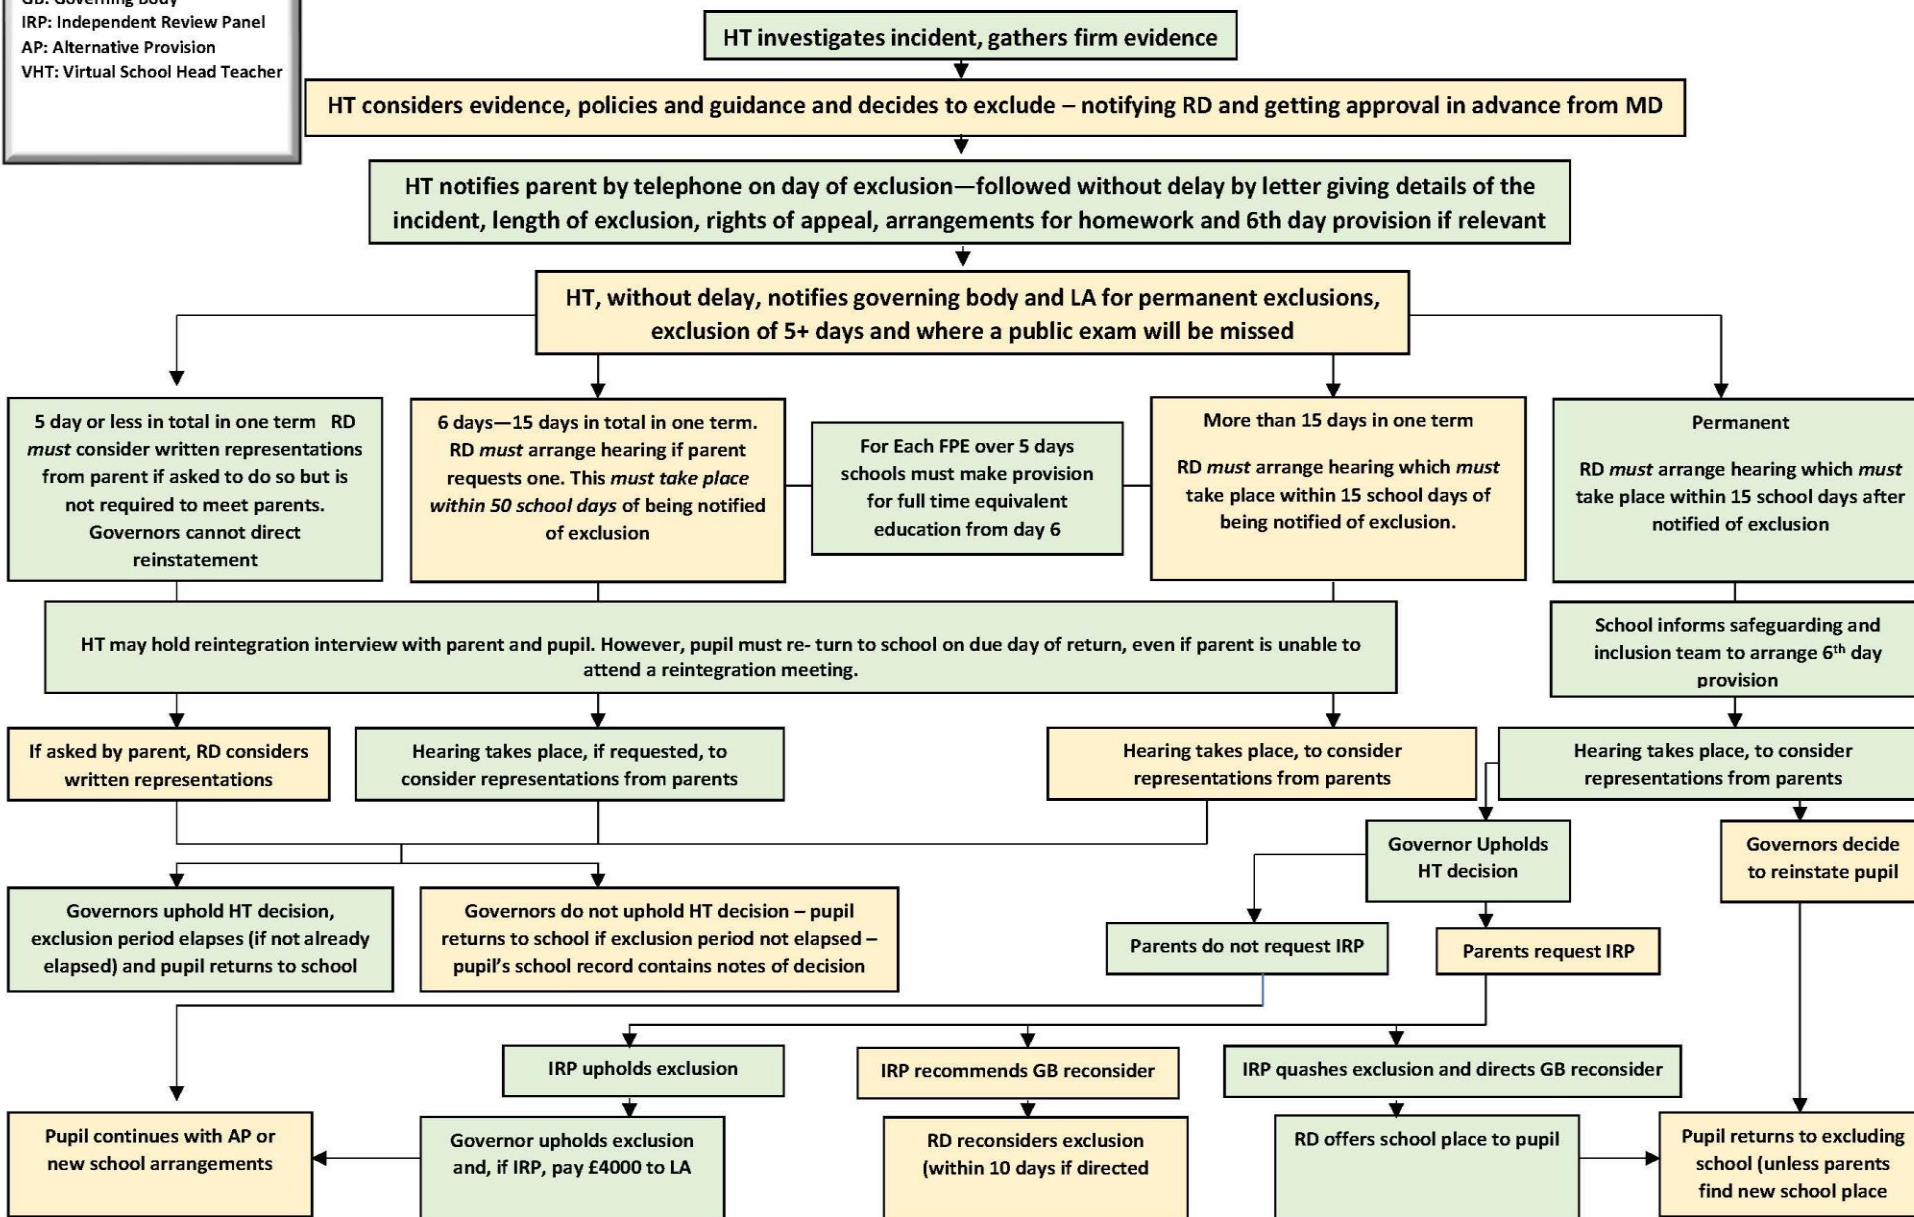 GB: Governing Body
IRP: Independent Review Panel
AP: Alternative Provision
VHT: Virtual School Head Teacher
HT investigates incident, gathers firm evidence
HT considers evidence, policies and guidance and decides to exclude – notifying RD and getting approval in advance from MD
HT notifies parent by telephone on day of exclusion—followed without delay by letter giving details of the
incident, length of exclusion, rights of appeal, arrangements for homework and 6th day provision if relevant
HT, without delay, notifies governing body and LA for permanent exclusions,
exclusion of 5+ days and where a public exam will be missed
5 day or less in total in one term RD
must consider written representations
from parent if asked to do so but is
not required to meet parents.
Governors cannot direct
reinstatement
6 days—15 days in total in one term.
RD must arrange hearing if parent
requests one. This must take place
within 50 school days of being notified
of exclusion
For Each FPE over 5 days
schools must make provision
for full time equivalent
education from day 6
More than 15 days in one term
RD must arrange hearing which must
take place within 15 school days of
being notified of exclusion.
Permanent
RD must arrange hearing which must
take place within 15 school days after
notified of exclusion
HT may hold reintegration interview with parent and pupil. However, pupil must re- turn to school on due day of return, even if parent is unable to
attend a reintegration meeting.
School informs safeguarding and
inclusion team to arrange 6th day
provision
If asked by parent, RD considers
written representations
Hearing takes place, if requested, to
consider representations from parents
Hearing takes place, to consider
representations from parents
Hearing takes place, to consider
representations from parents
Governor Upholds
HT decision
Governors decide
to reinstate pupil
Governors uphold HT decision,
exclusion period elapses (if not already
elapsed) and pupil returns to school
Governors do not uphold HT decision – pupil
returns to school if exclusion period not elapsed –
pupil's school record contains notes of decision
Parents do not request IRP
Parents request IRP
IRP upholds exclusion
IRP recommends GB reconsider
IRP quashes exclusion and directs GB reconsider
Pupil continues with AP or
new school arrangements
Governor upholds exclusion
and, if IRP, pay £4000 to LA
RD reconsiders exclusion
(within 10 days if directed
RD offers school place to pupil
Pupil returns to excluding
school (unless parents
find new school place